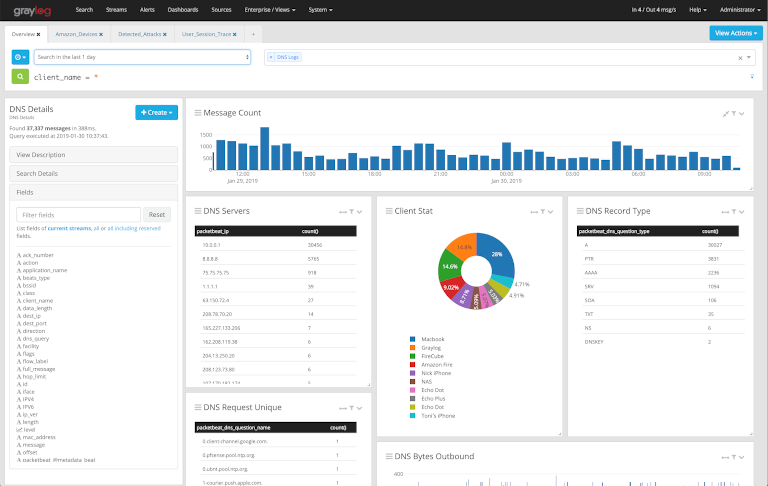 graylog Search Streams Alerts Dashboards Sources Enterprise / Views System In 4 / Out 4 msg/s Help Administrator
Overview Amazon_Devices Detected_Attacks User_Session_Trace + View Actions
Search in the last 1 day DNS Logs
client_name = *
DNS Details
DNS Details
Create
Found 37,337 messages in 388ms.
Query executed at 2019-01-30 10:37:43.
View Description
Search Details
Fields
Filter fields Reset
List fields of current streams, all or all including reserved
fields.
ack_number
action
application_name
beats_type
bssid
class
client_name
data_length
dest_ip
dest_port
direction
dns_query
facility
flags
flow_label
full_message
hop_limit
id
iface
IPV4
IPV6
ip_ver
length
level
mac_address
message
offset
packetbeat_@metadata_beat
Message Count
1500
1000
500
0
12:00 15:00 18:00 21:00 00:00 03:00 06:00 09:00
Jan 29, 2019 Jan 30, 2019
DNS Servers
packetbeat_ip count()
10.0.0.1 30456
8.8.8.8 5765
75.75.75.75 918
1.1.1.1 39
63.150.72.4 27
208.78.70.20 14
165.227.133.206 7
162.208.119.38 6
204.13.250.20 6
208.123.73.80 6
Client Stat
28%
4.71%
4.91%
5.03%
8.71%
9.02%
14.6%
14.8%
Macbook
Graylog
FireCube
Amazon Fire
Nick iPhone
NAS
Echo Dot
Echo Plus
Echo Dot
Toni's iPhone
DNS Record Type
packetbeat_dns_question_type count()
A 30027
PTR 3831
AAAA 2236
SRV 1094
SOA 106
TXT 35
NS 6
DNSKEY 2
DNS Request Unique
packetbeat_dns_question_name count()
0.client-channel.google.com. 1
0.pfsense.pool.ntp.org. 1
0.ubnt.pool.ntp.org. 1
1-courier.push.apple.com. 1
DNS Bytes Outbound
400